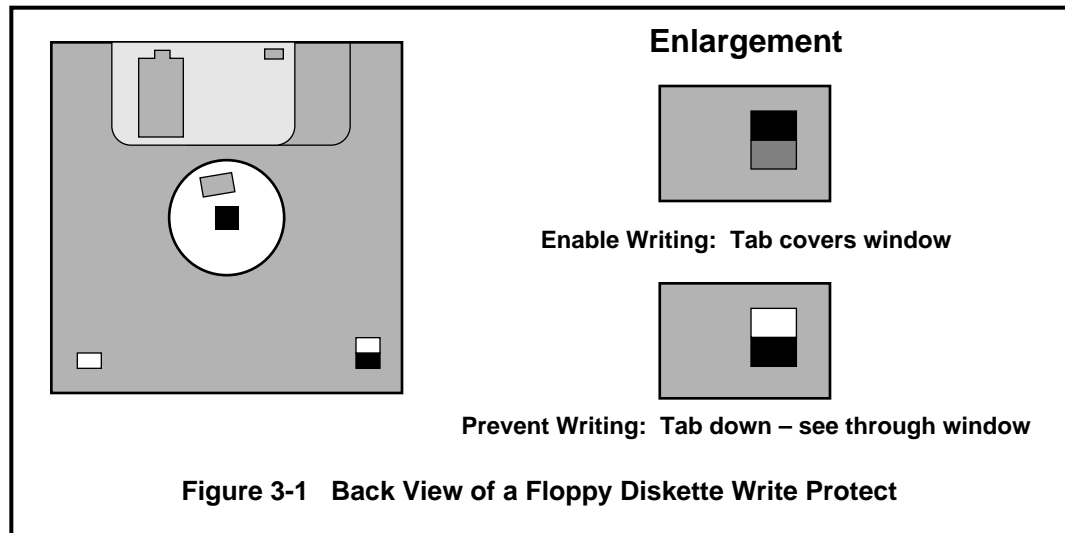 Enlargement
Enable Writing: Tab covers window
Prevent Writing: Tab down – see through window
Figure 3-1 Back View of a Floppy Diskette Write Protect